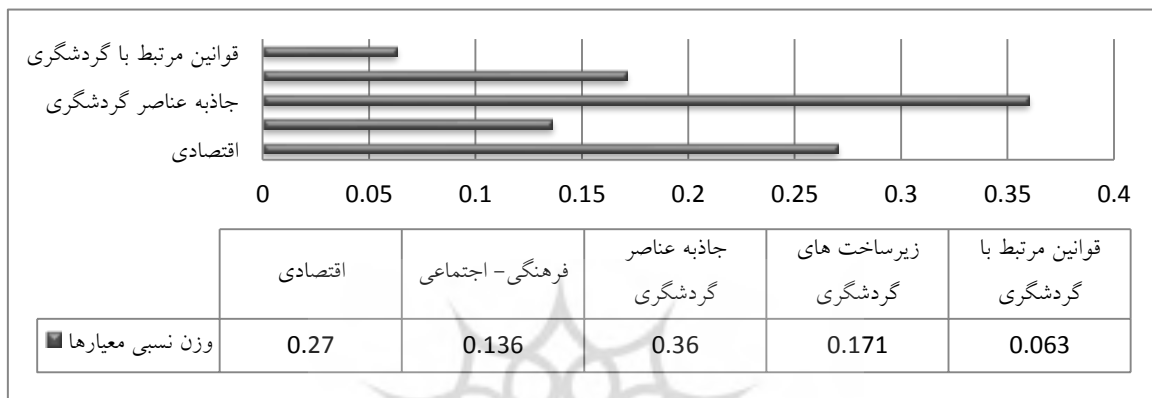 قوانین مرتبط با گردشگری
جاذبه عناصر گردشگری
اقتصادی
0 0.05 0.1 0.15 0.2 0.25 0.3 0.35 0.4
اقتصادی
فرهنگی- اجتماعی
جاذبه عناصر
گردشگری
زیرساخت های
گردشگری
قوانین مرتبط با
گردشگری
وزن نسبی معیارها
0.27 0.136 0.36 0.171 0.063